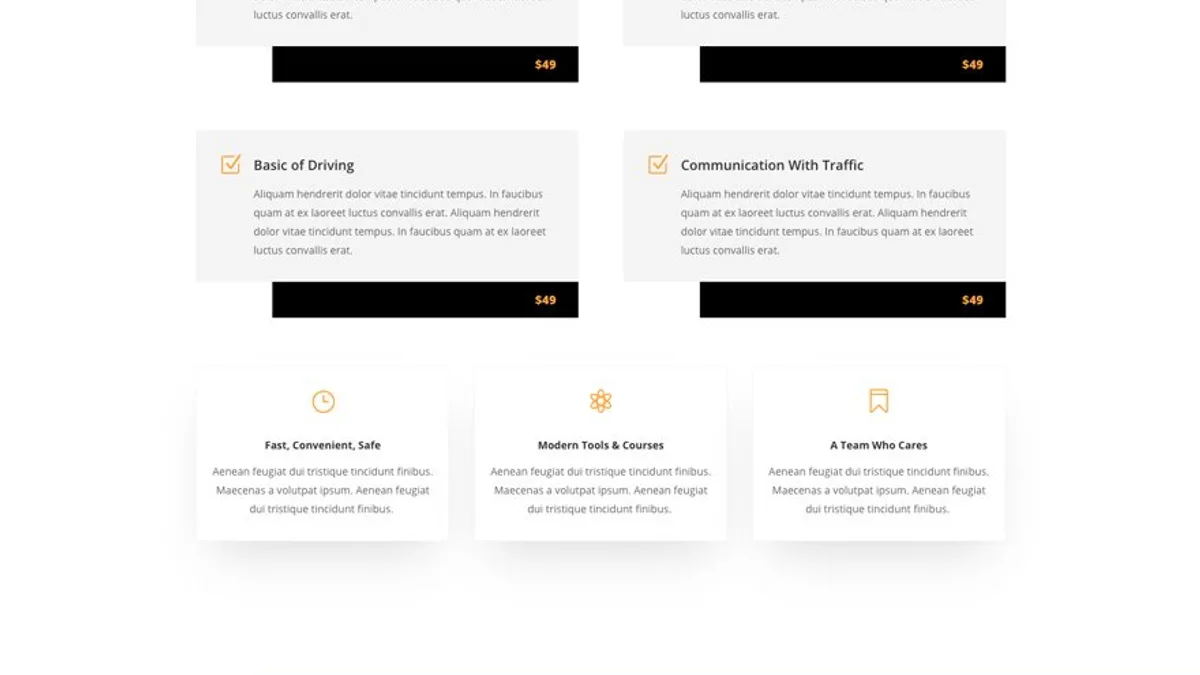 luctus convallis erat.
luctus convallis erat.
$49
$49
Basic of Driving
Aliquam hendrerit dolor vitae tincidunt tempus. In faucibus
quam at ex laoreet luctus convallis erat. Aliquam hendrerit
dolor vitae tincidunt tempus. In faucibus quam at ex laoreet
luctus convallis erat.
$49
Communication With Traffic
Aliquam hendrerit dolor vitae tincidunt tempus. In faucibus
quam at ex laoreet luctus convallis erat. Aliquam hendrerit
dolor vitae tincidunt tempus. In faucibus quam at ex laoreet
luctus convallis erat.
$49
Fast, Convenient, Safe
Aenean feugiat dui tristique tincidunt finibus.
Maecenas a volutpat ipsum. Aenean feugiat
dui tristique tincidunt finibus.
Modern Tools & Courses
Aenean feugiat dui tristique tincidunt finibus.
Maecenas a volutpat ipsum. Aenean feugiat
dui tristique tincidunt finibus.
A Team Who Cares
Aenean feugiat dui tristique tincidunt finibus.
Maecenas a volutpat ipsum. Aenean feugiat
dui tristique tincidunt finibus.